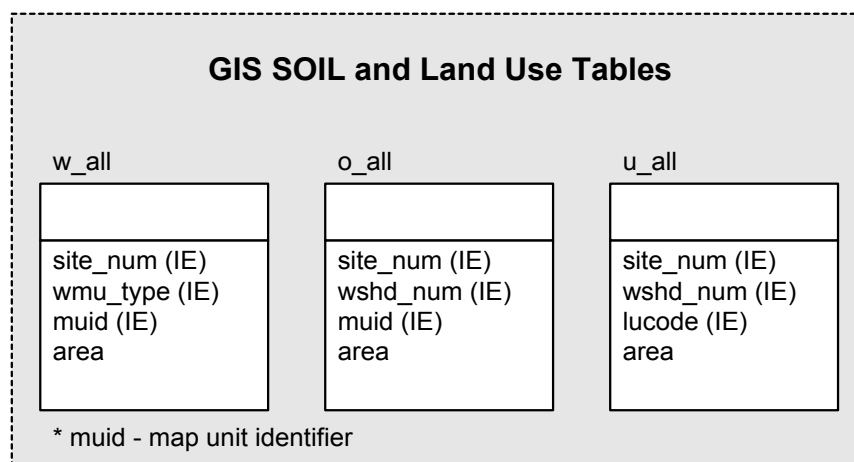 GIS SOIL and Land Use Tables
w_all
site_num (IE)
wmu_type (IE)
muid (IE)
area
o_all
site_num (IE)
wshd_num (IE)
muid (IE)
area
u_all
site_num (IE)
wshd_num (IE)
lucode (IE)
area
* muid - map unit identifier